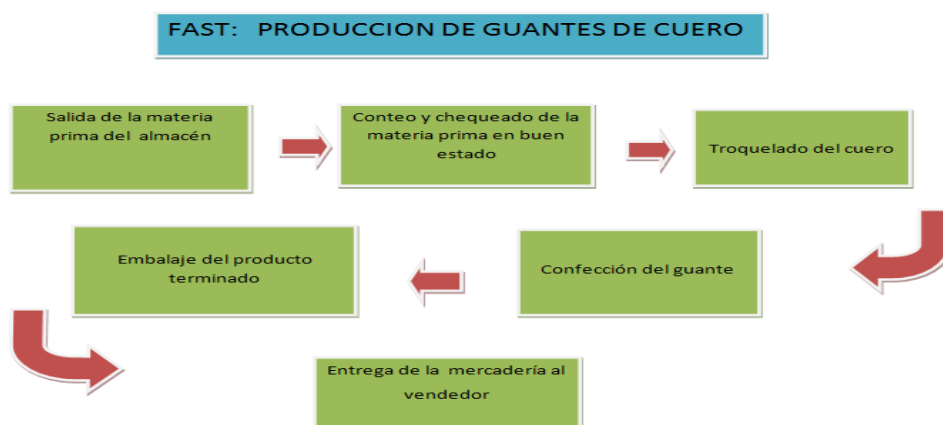 FAST: PRODUCCION DE GUANTES DE CUERO
Salida de la materia
prima del almacén
Conteo y chequeado de la
materia prima en buen
estado
Troquelado del cuero
Confección del guante
Embalaje del producto
terminado
Entrega de la mercadería al
vendedor